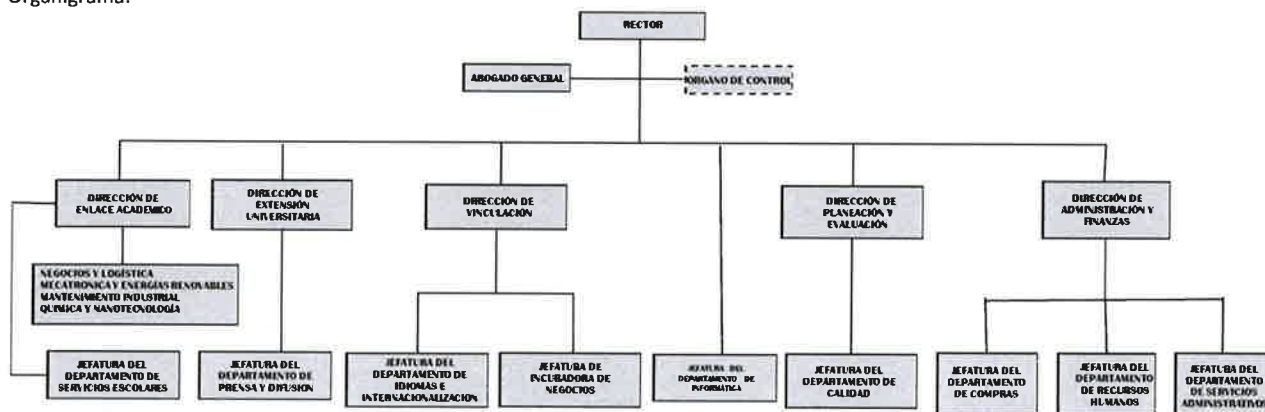 Organigrama:
RECTOR
ABOGADO GENERAL
ORGANO DE CONTROL
DIRECCIÓN DE
ENLACE ACADEMICO
DIRECCIÓN DE
EXTENSIÓN
UNIVERSITARIA
DIRECCIÓN DE
VINCULACIÓN
DIRECCIÓN DE
PLANEACIÓN Y
EVALUACIÓN
DIRECCIÓN DE
ADMINISTRACIÓN Y
FINANZAS
NEGOCIOS Y LOGÍSTICA
MECATRONICA Y ENERGÍAS RENOVABLES
MANTENIMIENTO INDUSTRIAL
QUIMICA Y NANOTECNOLOGÍA
JEFATURA DEL
DEPARTAMENTO DE
SERVICIOS ESCOLARES
JEFATURA DEL
DEPARTAMENTO DE
PRENSA Y DIFUSION
JEFATURA DEL
DEPARTAMENTO DE
IDIOMAS E
INTERNACIONALIZACION
JEFATURA DE
INCUBADORA DE
NEGOCIOS
JEFATURA DEL
DEPARTAMENTO DE
INFORMÁTICA
JEFATURA DEL
DEPARTAMENTO DE
CALIDAD
JEFATURA DEL
DEPARTAMENTO
DE COMPRAS
JEFATURA DEL
DEPARTAMENTO
DE RECURSOS
HUMANOS
JEFATURA DEL
DEPARTAMENTO
DE SERVICIOS
ADMINISTRATIVOS